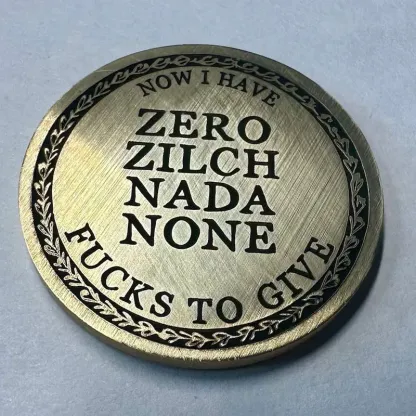 NOW I HAVE
ZERO
ZILCH
NADA
NONE
FUCKS TO GIVE